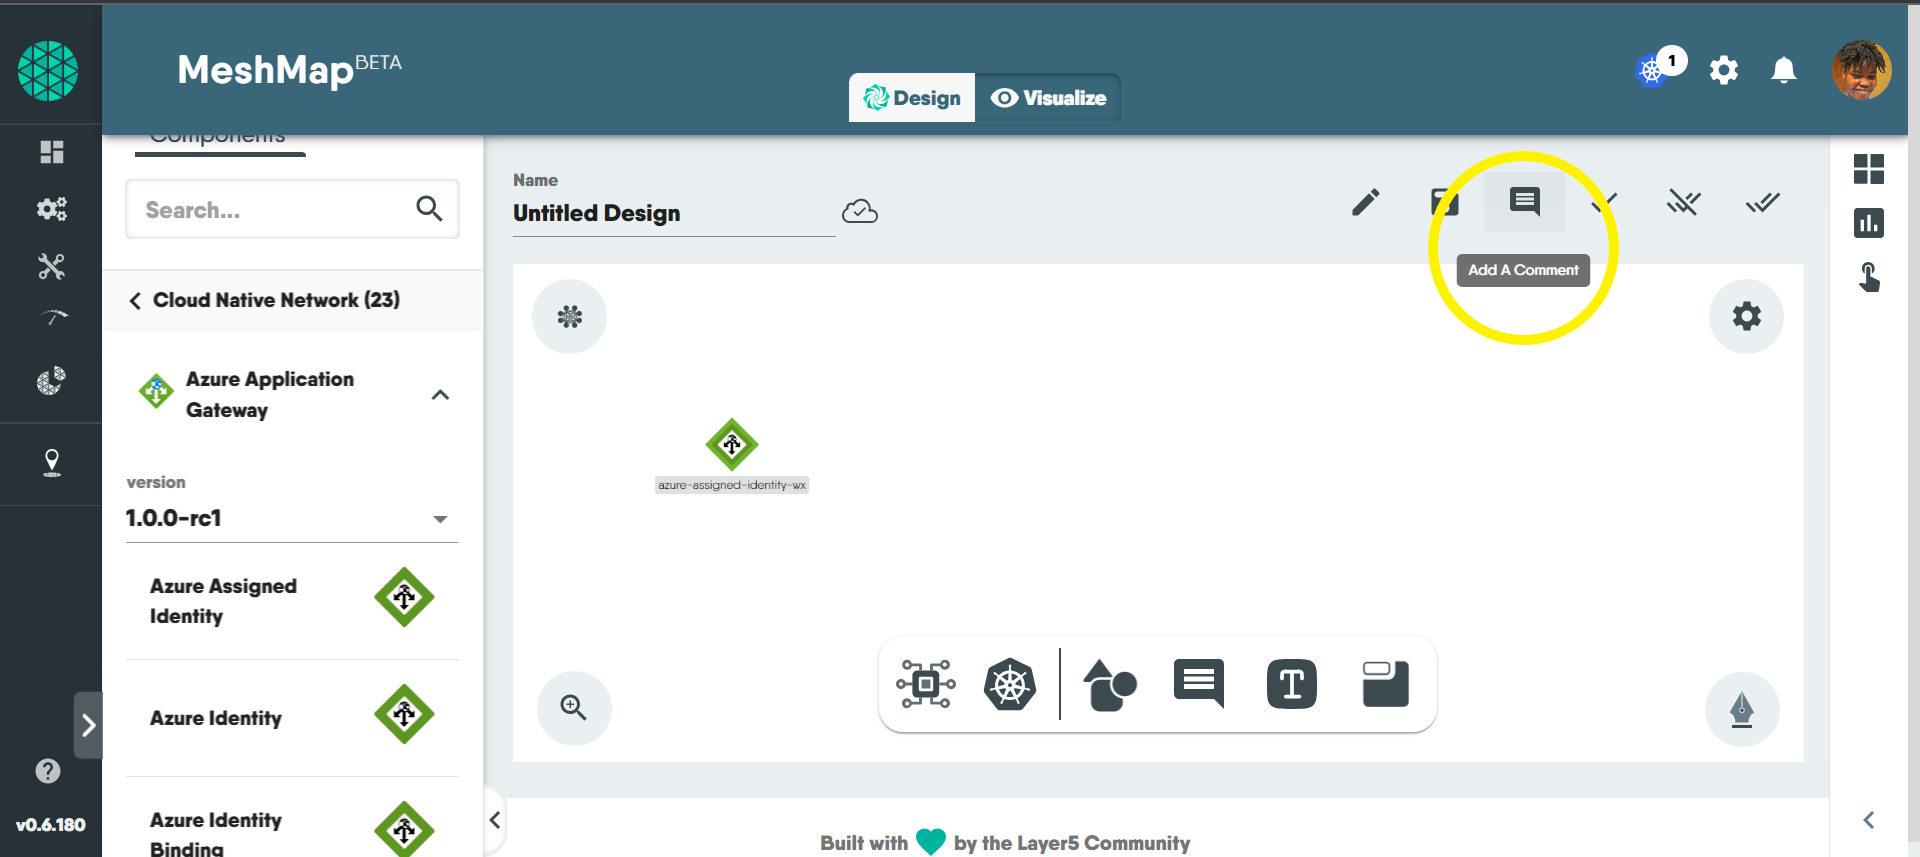 MeshMap BETA
Design
Visualize
1
Components
Search...
Cloud Native Network (23)
Azure Application
Gateway
version
1.0.0-rc1
Azure Assigned
Identity
Azure Identity
Azure Identity
Binding
v0.6.180
Name
Untitled Design
Add A Comment
azure-assigned-identity-wx
T
Built with by the Layer5 Community